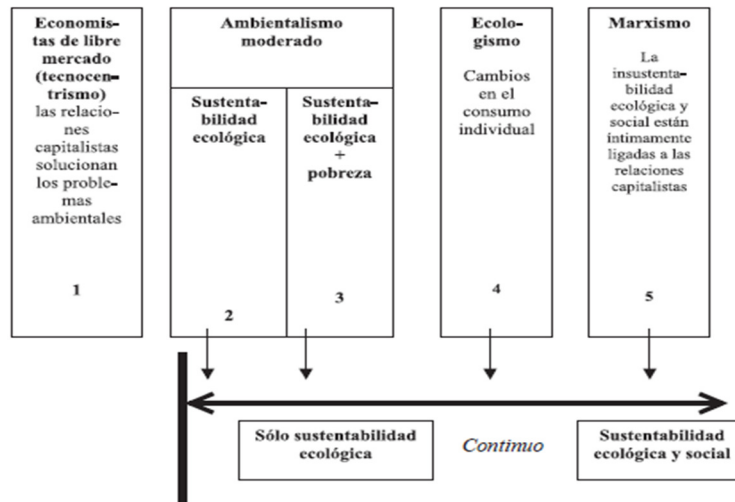 Economis-
tas de libre
mercado
(tecnocen-
trismo)
las relacio-
nes
capitalistas
solucionan
los proble-
mas
ambientales
1
Ambientalismo
moderado
Sustenta-
bilidad
ecológica
2
Sustenta-
bilidad
ecológica
+
pobreza
3
Ecolo-
gismo
Cambios
en el
consumo
individual
4
Marxismo
La
insustenta-
bilidad
ecológica y
social están
íntimamente
ligadas a las
relaciones
capitalistas
5
Sólo sustentabilidad
ecológica
Continuo
Sustentabilidad
ecológica y social